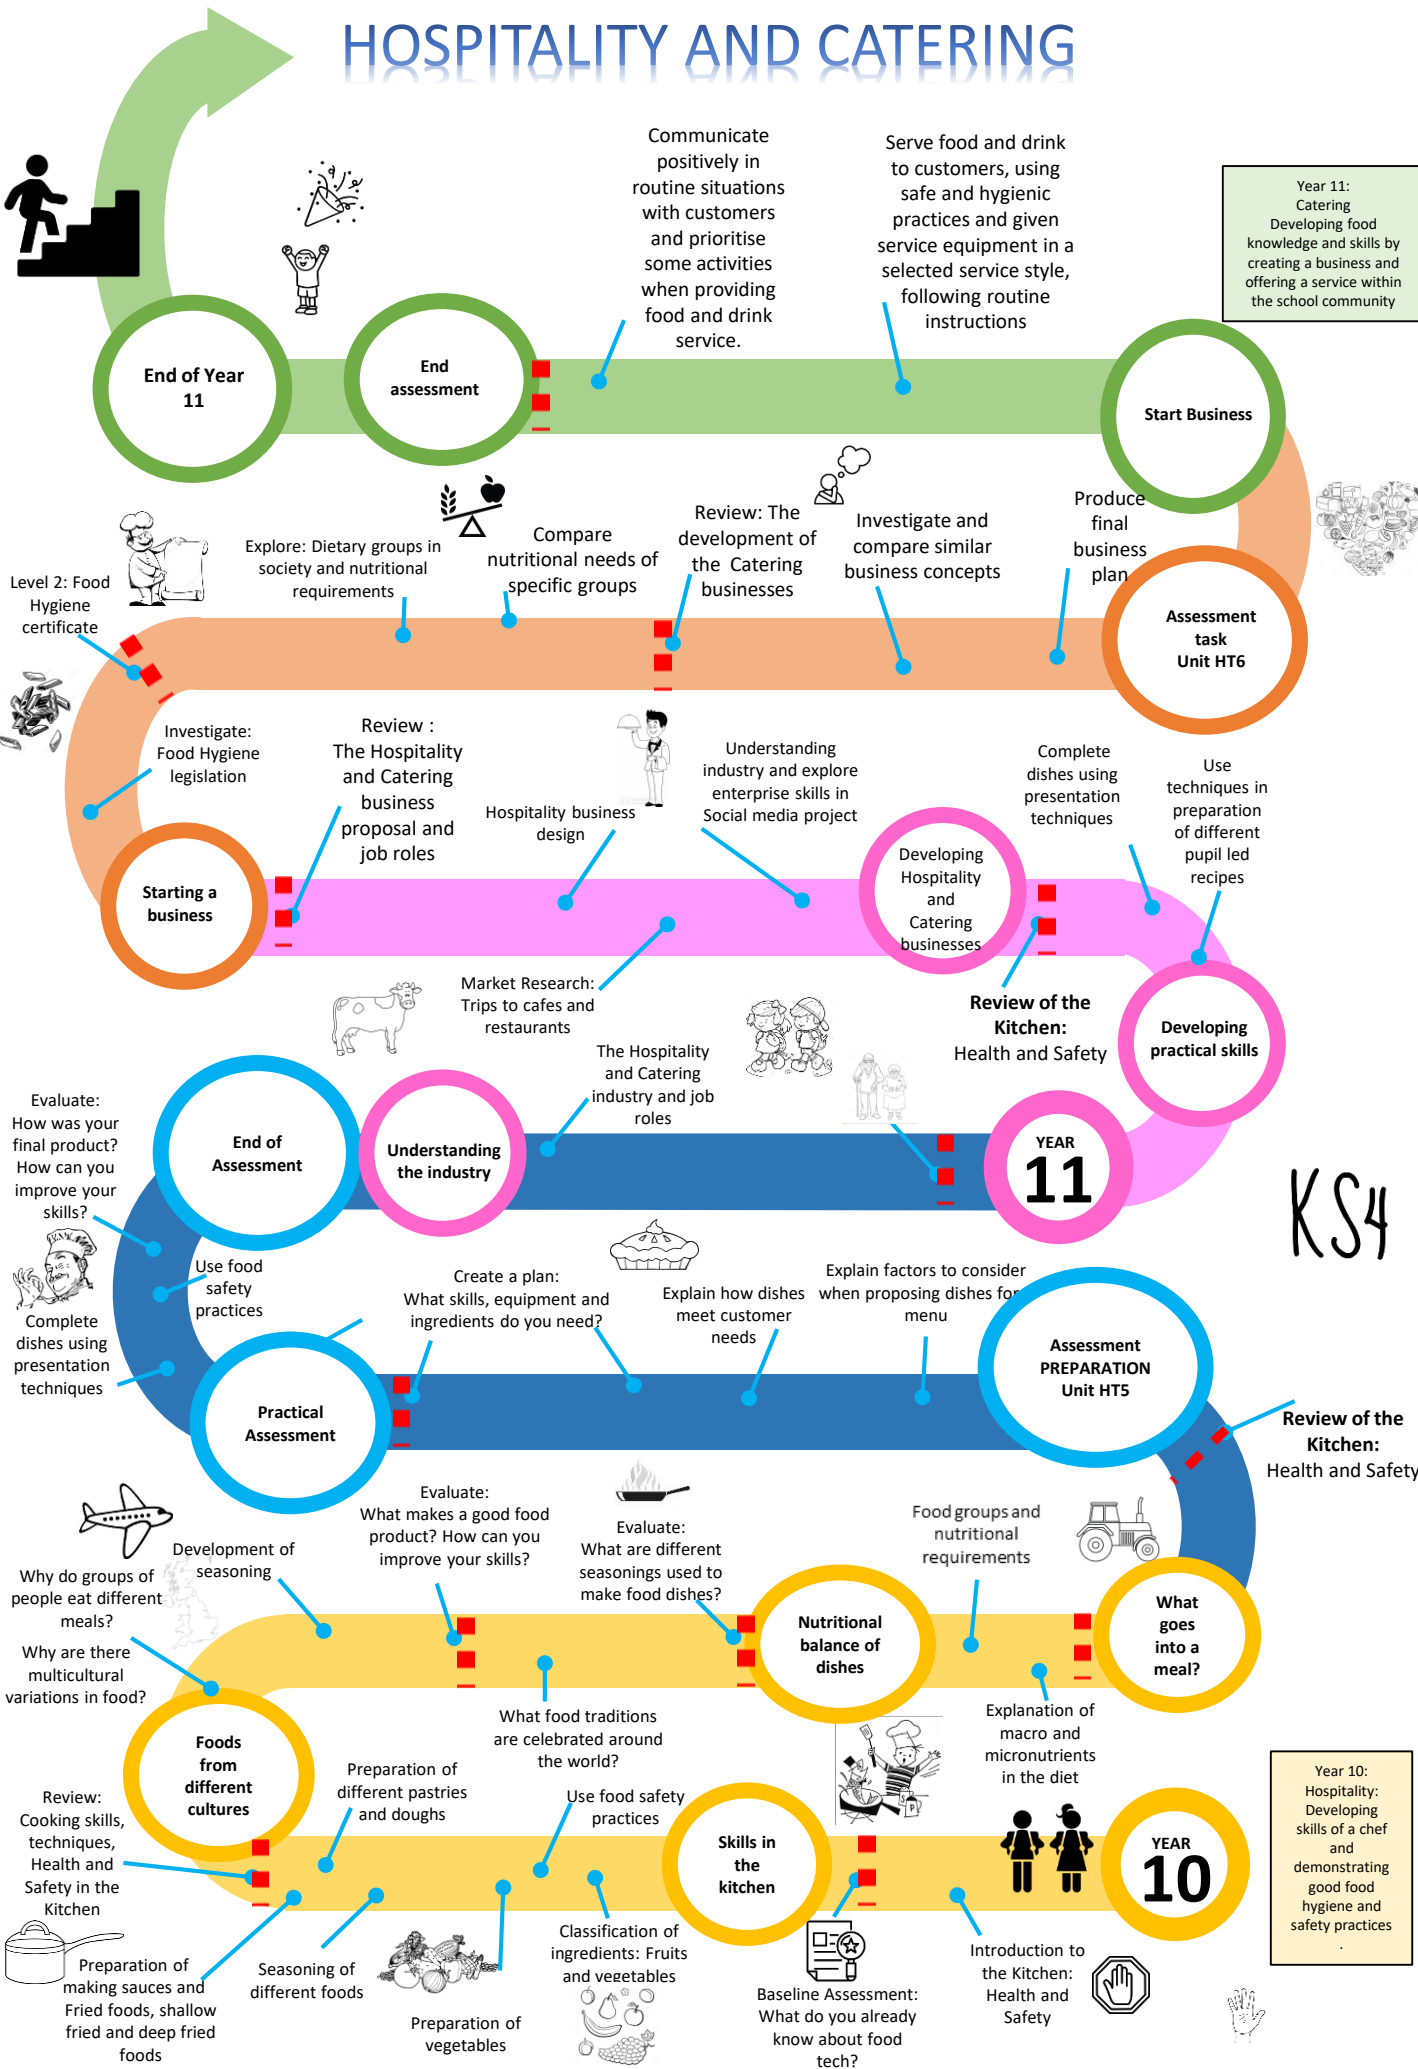 HOSPITALITY AND CATERING
Communicate
positively in
routine situations
with customers
and prioritise
some activities
when providing
food and drink
service.
Serve food and drink
to customers, using
safe and hygienic
practices and given
service equipment in a
selected service style,
following routine
instructions
Year 11:
Catering
Developing food
knowledge and skills by
creating a business and
offering a service within
the school community
End of Year
11
End
assessment
Start Business
Level 2: Food
Hygiene
certificate
Explore: Dietary groups in
society and nutritional
requirements
Compare
nutritional needs of
specific groups
Review: The
development of
the Catering
businesses
Investigate and
compare similar
business concepts
Produce
final
business
plan
Assessment
task
Unit HT6
Investigate:
Food Hygiene
legislation
Review :
The Hospitality
and Catering
business
proposal and
job roles
Hospitality business
design
Understanding
industry and explore
enterprise skills in
Social media project
Complete
dishes using
presentation
techniques
Use
techniques in
preparation
of different
pupil led
recipes
Starting a
business
Developing
Hospitality
and
Catering
businesses
Market Research:
Trips to cafes and
restaurants
Review of the
Kitchen:
Health and Safety
Developing
practical skills
The Hospitality
and Catering
industry and job
roles
Evaluate:
How was your
final product?
How can you
improve your
skills?
End of
Assessment
Understanding
the industry
YEAR
11
KS4
Use food
safety
practices
Complete
dishes using
presentation
techniques
Create a plan:
What skills, equipment and
ingredients do you need?
Explain how dishes
meet customer
needs
Explain factors to consider
when proposing dishes for
menu
Assessment
PREPARATION
Unit HT5
Practical
Assessment
Review of the
Kitchen:
Health and Safety
Why do groups of
people eat different
meals?
Why are there
multicultural
variations in food?
Development of
seasoning
Evaluate:
What makes a good food
product? How can you
improve your skills?
Evaluate:
What are different
seasonings used to
make food dishes?
Food groups and
nutritional
requirements
Nutritional
balance of
dishes
What
goes
into a
meal?
What food traditions
are celebrated around
the world?
Explanation of
macro and
micronutrients
in the diet
Foods
from
different
cultures
Review:
Cooking skills,
techniques,
Health and
Safety in the
Kitchen
Preparation of
different pastries
and doughs
Use food safety
practices
Skills in
the
kitchen
S
P
YEAR
10
Year 10:
Hospitality:
Developing
skills of a chef
and
demonstrating
good food
hygiene and
safety practices
.
Preparation of
making sauces and
Fried foods, shallow
fried and deep fried
foods
Seasoning of
different foods
Preparation of
vegetables
Classification of
ingredients: Fruits
and vegetables
Baseline Assessment:
What do you already
know about food
tech?
Introduction to
the Kitchen:
Health and
Safety